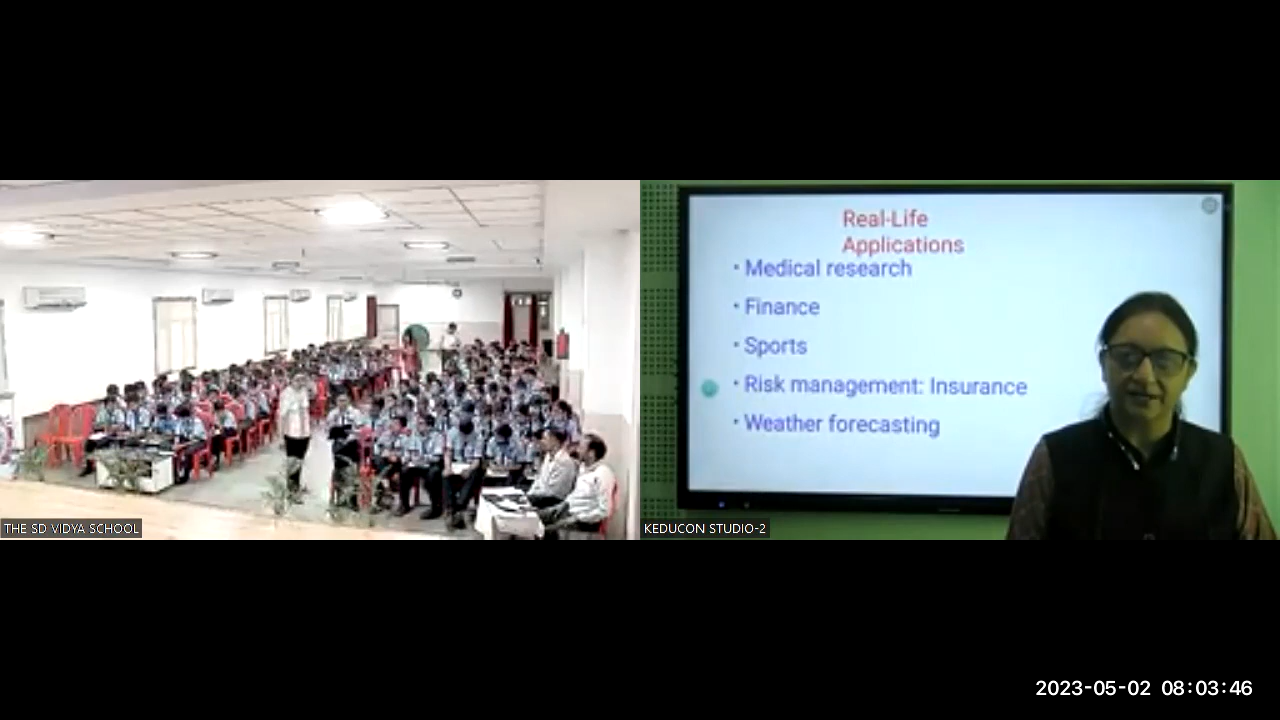 Real-Life
Applications
• Medical research
• Finance
• Sports
• Risk management: Insurance
• Weather forecasting
THE SD VIDYA SCHOOL
KEDUCON STUDIO-2
2023-05-02 08:03:46